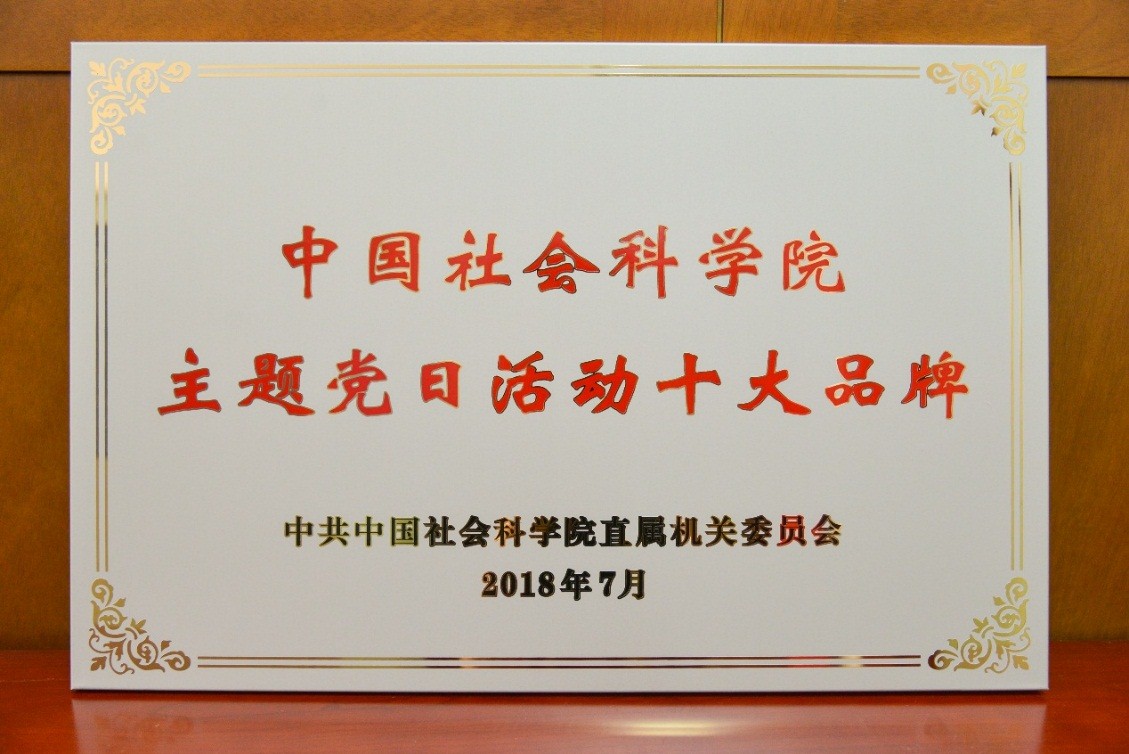 中国社会科学院
主题党日活动十大品牌
中共中国社会科学院直属机关委员会
2018年7月